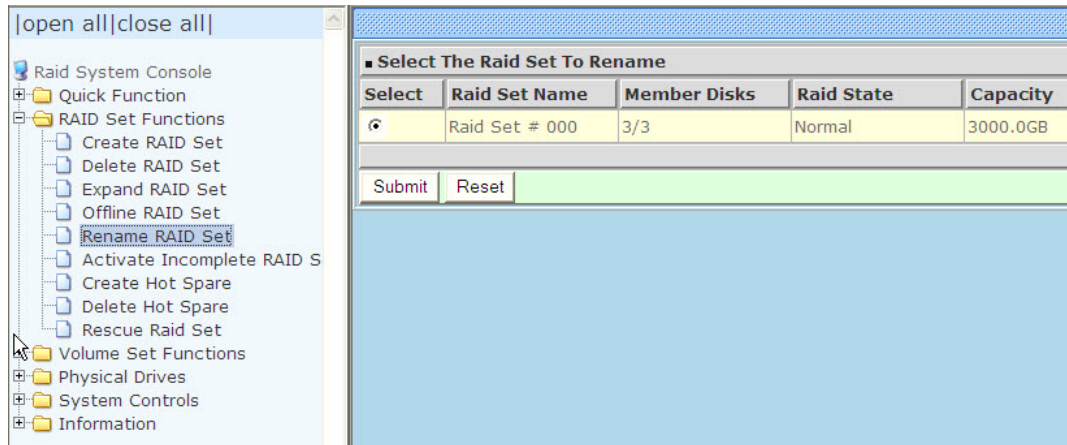 |open all|close all|
Raid System Console
Quick Function
RAID Set Functions
Create RAID Set
Delete RAID Set
Expand RAID Set
Offline RAID Set
Rename RAID Set
Activate Incomplete RAID S
Create Hot Spare
Delete Hot Spare
Rescue Raid Set
Volume Set Functions
Physical Drives
System Controls
Information
Select The Raid Set To Rename
Select Raid Set Name Member Disks Raid State Capacity
Raid Set # 000 3/3 Normal 3000.0GB
Submit Reset